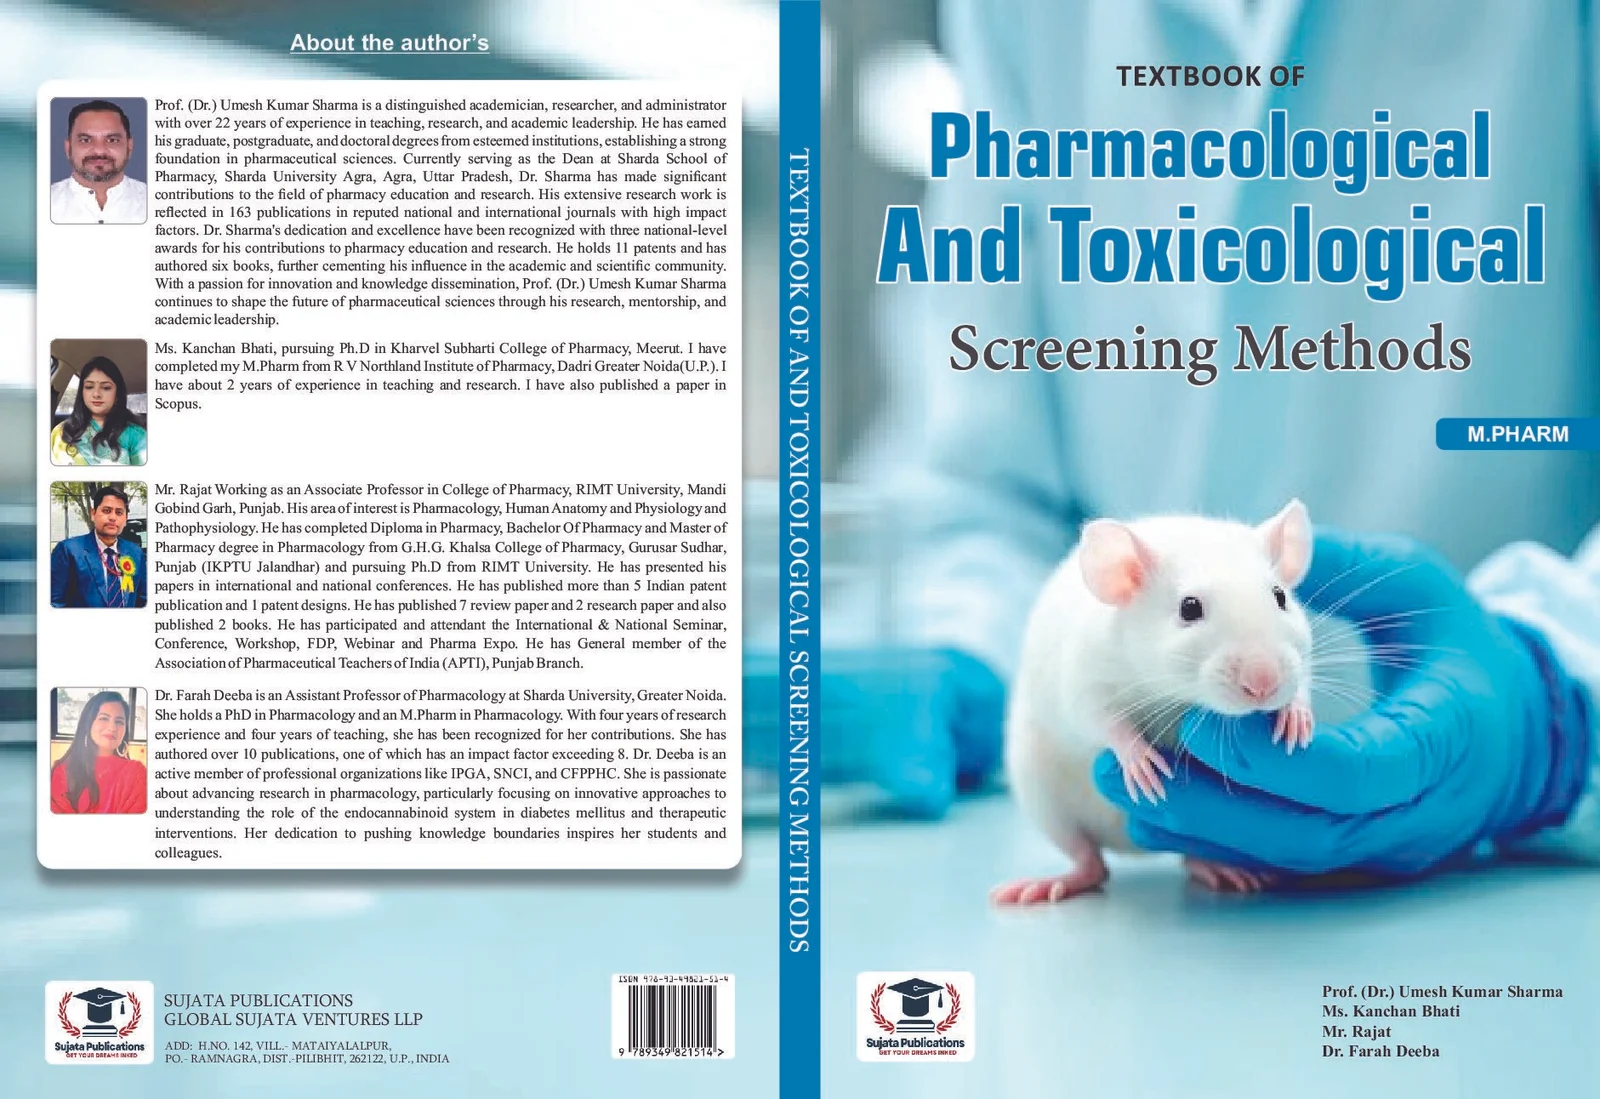 About the author's
Prof. (Dr.) Umesh Kumar Sharma is a distinguished academician, researcher, and administrator
with over 22 years of experience in teaching, research, and academic leadership. He has earned
his graduate, postgraduate, and doctoral degrees from esteemed institutions, establishing a strong
foundation in pharmaceutical sciences. Currently serving as the Dean at Sharda School of
Pharmacy, Sharda University Agra, Agra, Uttar Pradesh, Dr. Sharma has made significant
contributions to the field of pharmacy education and research. His extensive research work is
reflected in 163 publications in reputed national and international journals with high impact
factors. Dr. Sharma's dedication and excellence have been recognized with three national-level
awards for his contributions to pharmacy education and research. He holds 11 patents and has
authored six books, further cementing his influence in the academic and scientific community.
With a passion for innovation and knowledge dissemination, Prof. (Dr.) Umesh Kumar Sharma
continues to shape the future of pharmaceutical sciences through his research, mentorship, and
academic leadership.
Ms. Kanchan Bhati, pursuing Ph.D in Kharvel Subharti College of Pharmacy, Meerut. I have
completed my M.Pharm from R V Northland Institute of Pharmacy, Dadri Greater Noida(U.P.). I
have about 2 years of experience in teaching and research. I have also published a paper in
Scopus.
Mr. Rajat Working as an Associate Professor in College of Pharmacy, RIMT University, Mandi
Gobind Garh, Punjab. His area of interest is Pharmacology, Human Anatomy and Physiology and
Pathophysiology. He has completed Diploma in Pharmacy, Bachelor Of Pharmacy and Master of
Pharmacy degree in Pharmacology from G.H.G. Khalsa College of Pharmacy, Gurusar Sudhar,
Punjab (IKPTU Jalandhar) and pursuing Ph.D from RIMT University. He has presented his
papers in international and national conferences. He has published more than 5 Indian patent
publication and 1 patent designs. He has published 7 review paper and 2 research paper and also
published 2 books. He has participated and attendant the International & National Seminar,
Conference, Workshop, FDP, Webinar and Pharma Expo. He has General member of the
Association of Pharmaceutical Teachers of India (APTI), Punjab Branch.
Dr. Farah Deeba is an Assistant Professor of Pharmacology at Sharda University, Greater Noida.
She holds a PhD in Pharmacology and an M.Pharm in Pharmacology. With four years of research
experience and four years of teaching, she has been recognized for her contributions. She has
authored over 10 publications, one of which has an impact factor exceeding 8. Dr. Deeba is an
active member of professional organizations like IPGA, SNCI, and CFPPHC. She is passionate
about advancing research in pharmacology, particularly focusing on innovative approaches to
understanding the role of the endocannabinoid system in diabetes mellitus and therapeutic
interventions. Her dedication to pushing knowledge boundaries inspires her students and
colleagues.
Sujata Publications
GET YOUR DREAMS INKED
SUJATA PUBLICATIONS
GLOBAL SUJATA VENTURES LLP
ADD: H.NO. 142, VILL.- MATAIYALALPUR,
PO.- RAMNAGRA, DIST.-PILIBHIT, 262122, U.P., INDIA
ISBN 978-93-49821-51-4
9 789349 821514 >
TEXTBOOK OF AND TOXICOLOGICAL SCREENING METHODS
TEXTBOOK OF
Pharmacological
And Toxicological
Screening Methods
M.PHARM
Sujata Publications
GET YOUR DREAMS INKED
Prof. (Dr.) Umesh Kumar Sharma
Ms. Kanchan Bhati
Mr. Rajat
Dr. Farah Deeba